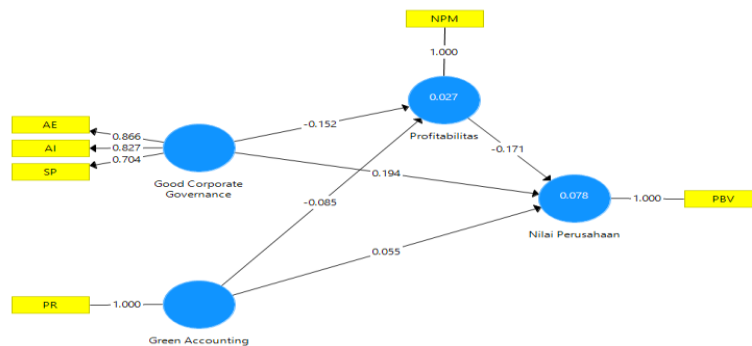 NPM
1.000
0.027
Profitabilitas
-0.152
AE
0.866
AI
0.827
SP
0.704
Good Corporate
Governance
-0.171
0.194
-0.085
0.078
1.000
PBV
Nilai Perusahaan
0.055
PR
1.000
Green Accounting